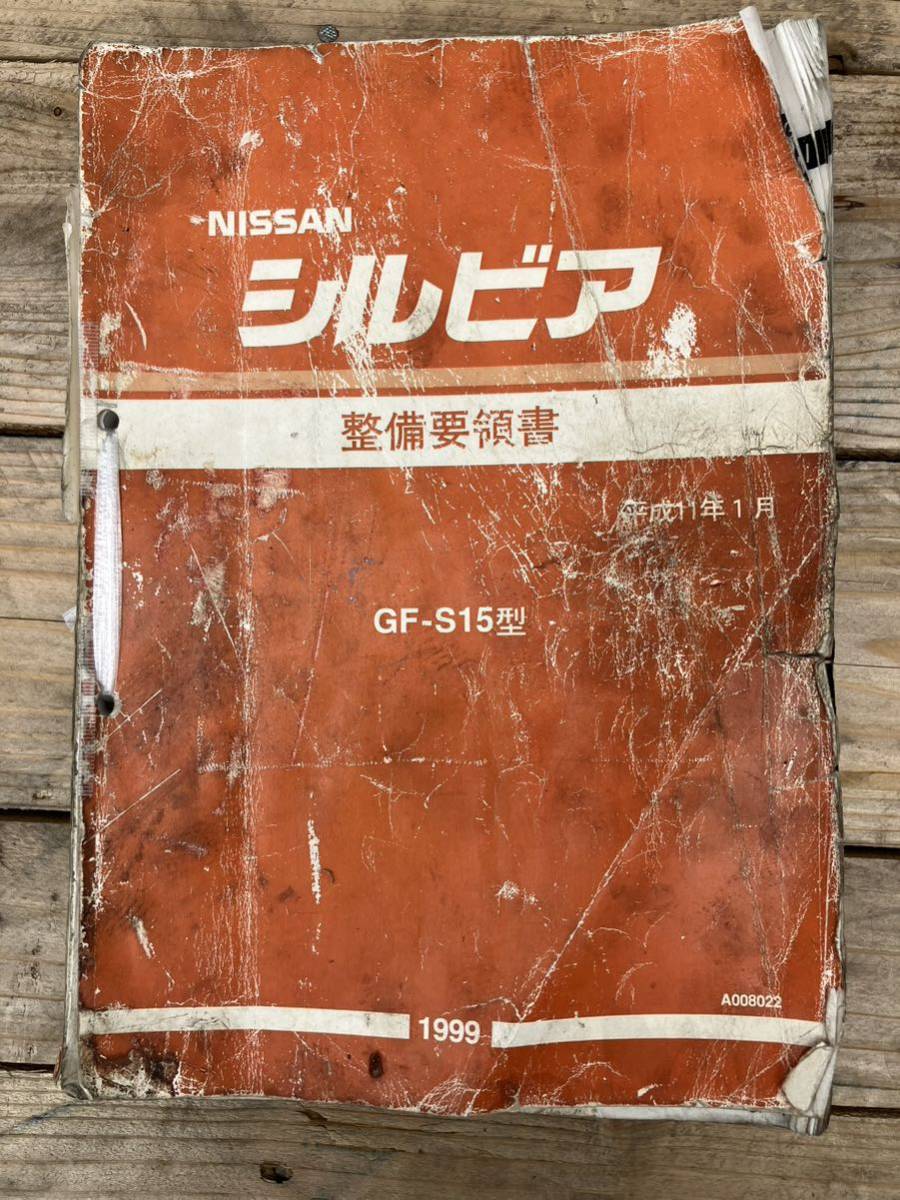 NISSAN
シルビア
整備要領書
平成11年1月
GF-S15型
A008022
1999